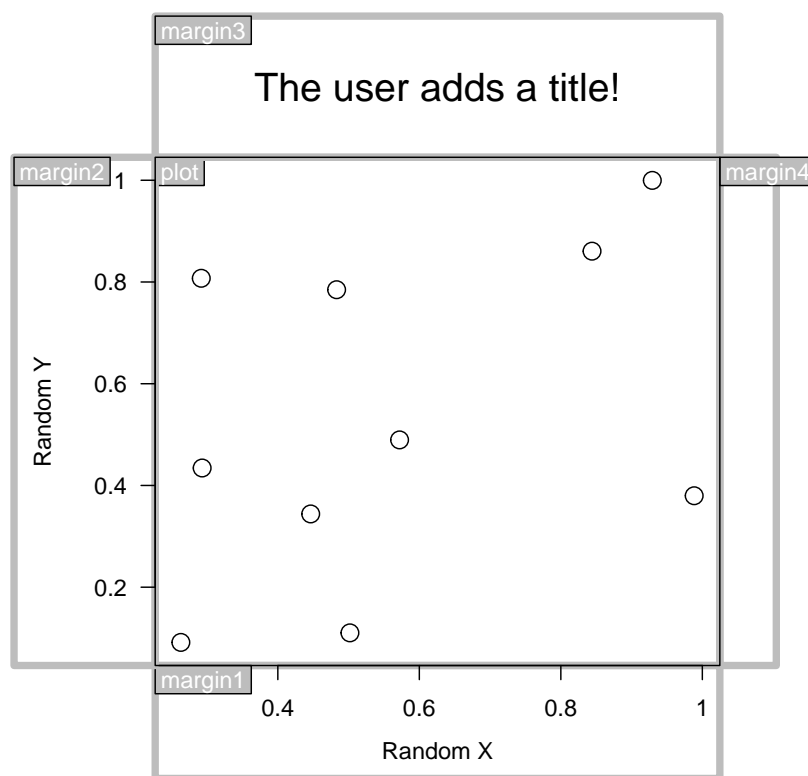 margin3
The user adds a title!
margin2
plot
margin4
1
0.8
0.6
0.4
0.2
Random Y
margin1
0.4 0.6 0.8 1
Random X